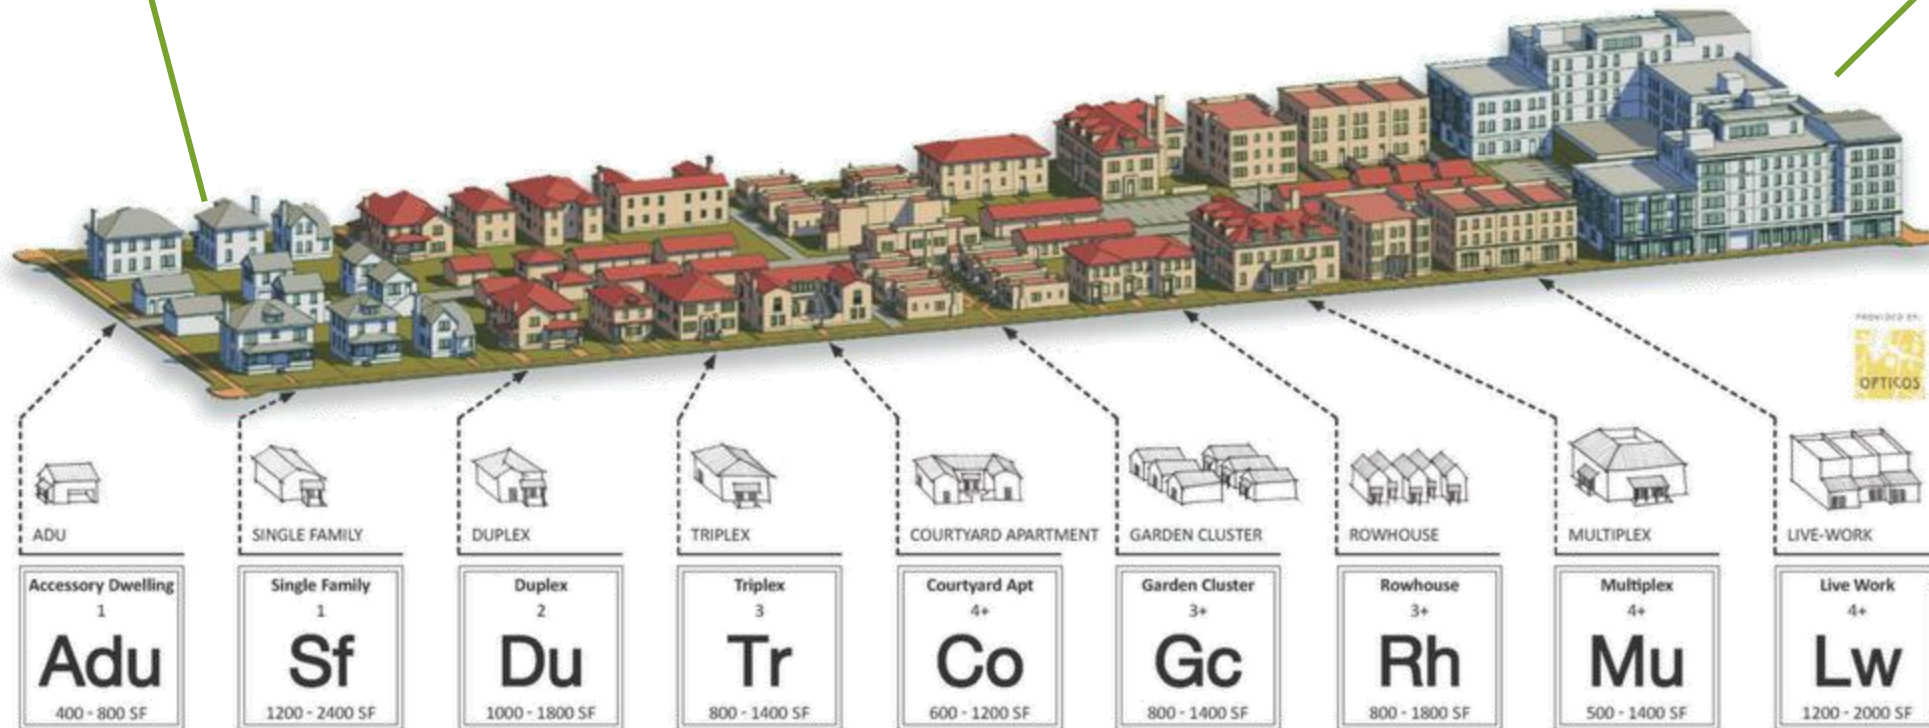 PROVIDED BY:
OPTICOS
ADU
SINGLE FAMILY
DUPLEX
TRIPLEX
COURTYARD APARTMENT
GARDEN CLUSTER
ROWHOUSE
MULTIPLEX
LIVE-WORK
Accessory Dwelling
1
Adu
400 - 800 SF
Single Family
1
Sf
1200 - 2400 SF
Duplex
2
Du
1000 - 1800 SF
Triplex
3
Tr
800 - 1400 SF
Courtyard Apt
4+
Co
600 - 1200 SF
Garden Cluster
3+
Gc
800 - 1400 SF
Rowhouse
3+
Rh
800 - 1800 SF
Multiplex
4+
Mu
500 - 1400 SF
Live Work
4+
Lw
1200 - 2000 SF